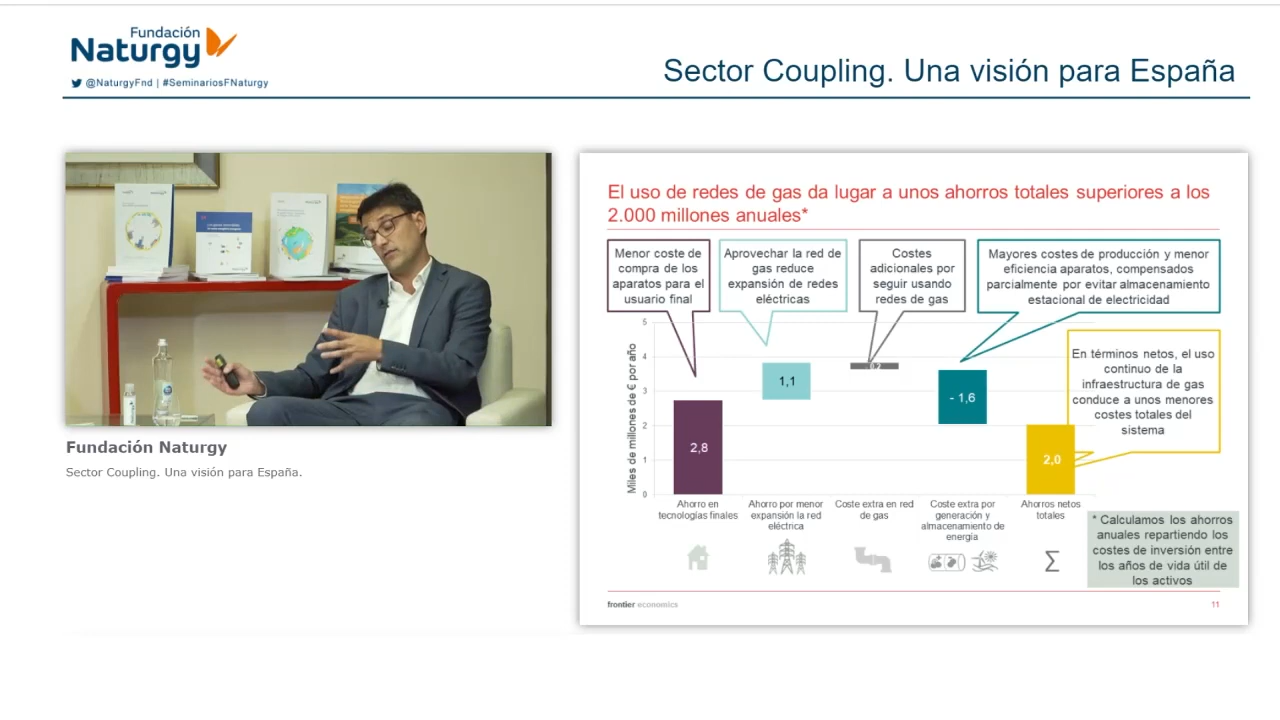 Fundación
Naturgy
@NaturgyFnd | #SeminariosFNaturgy
Sector Coupling. Una visión para España
Fundación Naturgy
Sector Coupling. Una visión para España.
El uso de redes de gas da lugar a unos ahorros totales superiores a los
2.000 millones anuales*
Menor coste de
compra de los
aparatos para el
usuario final
Aprovechar la red de
gas reduce
expansión de redes
eléctricas
Costes
adicionales por
seguir usando
redes de gas
Mayores costes de producción y menor
eficiencia aparatos, compensados
parcialmente por evitar almacenamiento
estacional de electricidad
En términos netos, el uso
continuo de la
infraestructura de gas
conduce a unos menores
costes totales del
sistema
Miles de millones de € por año
5
4
3
2
1
0
2,8
1,1
- 1,6
2,0
Ahorro en
tecnologías finales
Ahorro por menor
expansión la red
eléctrica
Coste extra en red
de gas
Coste extra por
generación y
almacenamiento de
energía
Ahorros netos
totales
Σ
* Calculamos los ahorros
anuales repartiendo los
costes de inversión entre
los años de vida útil de
los activos
frontier economics
11